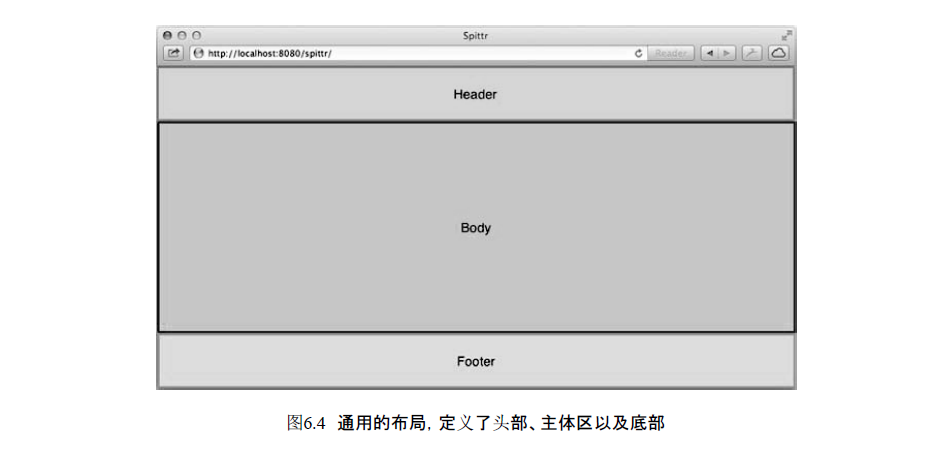 Spittr
http://localhost:8080/spittr/
Reader
Header
Body
Footer
图6.4 通用的布局，定义了头部、主体区以及底部